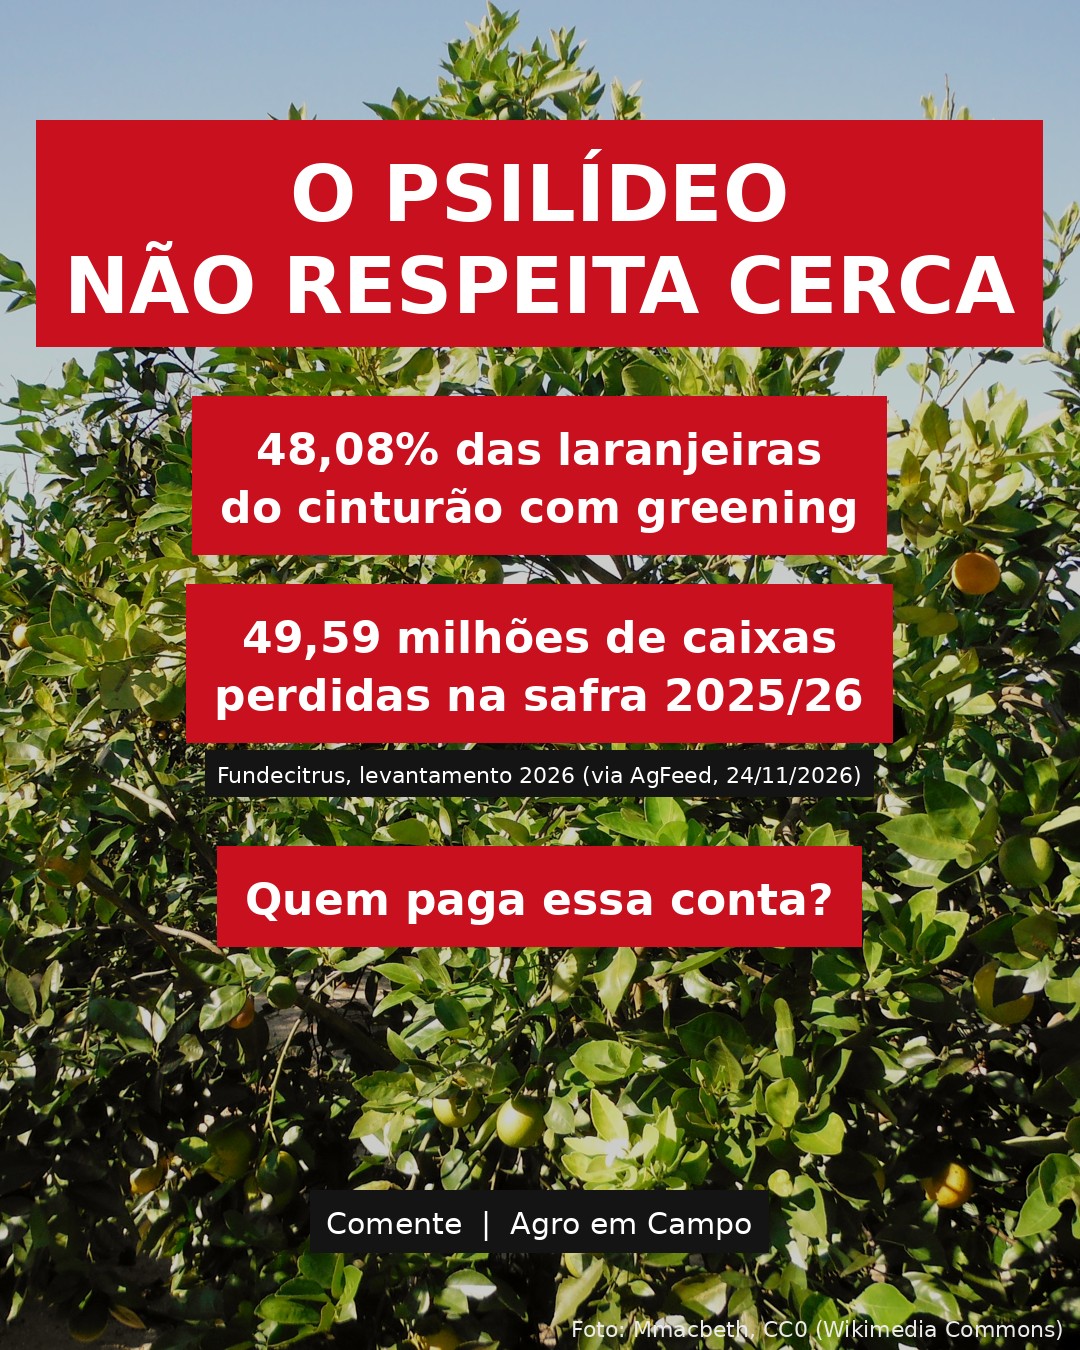 O PSILÍDEO
NÃO RESPEITA CERCA
48,08% das laranjeiras
do cinturão com greening
49,59 milhões de caixas
perdidas na safra 2025/26
Fundecitrus, levantamento 2026 (via AgFeed, 24/11/2026)
Quem paga essa conta?
Comente | Agro em Campo
Foto: Mmacbeth, CC0 (Wikimedia Commons)